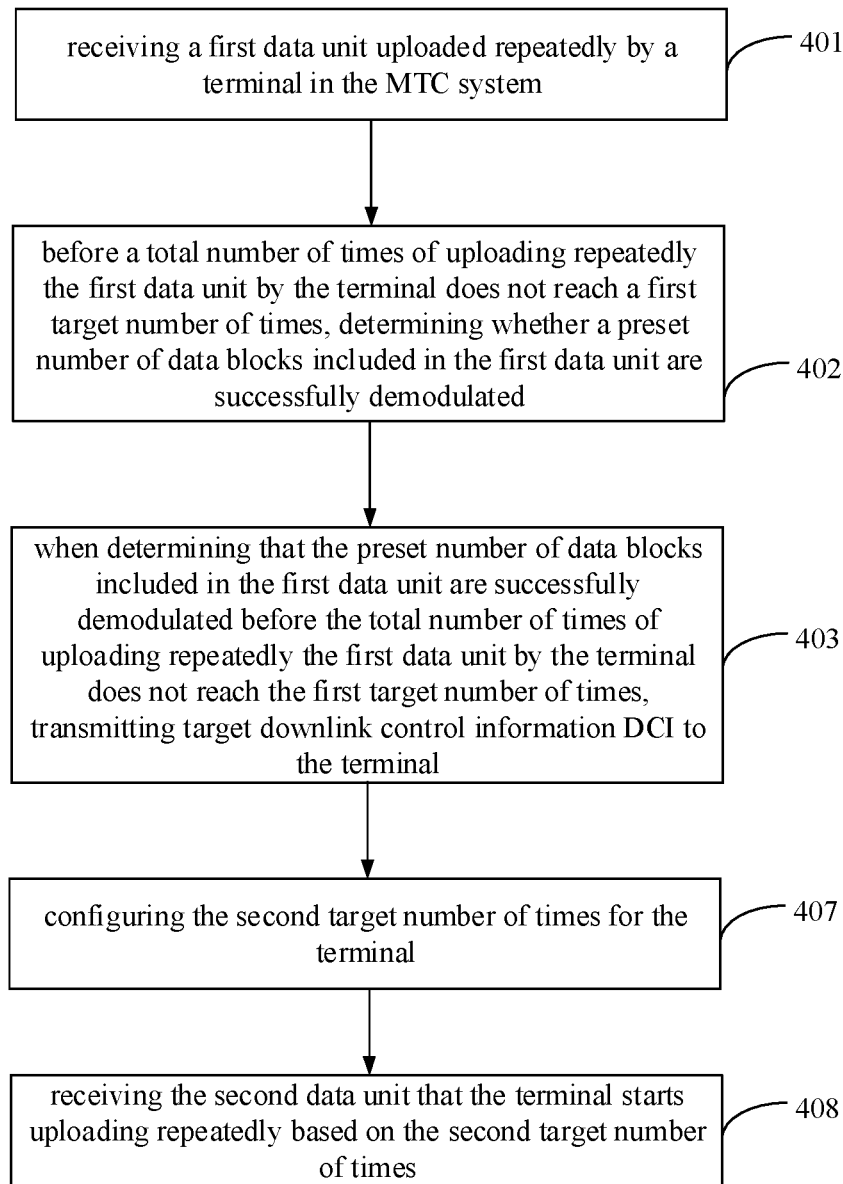 receiving a first data unit uploaded repeatedly by a
terminal in the MTC system
401
before a total number of times of uploading repeatedly
the first data unit by the terminal does not reach a first
target number of times, determining whether a preset
number of data blocks included in the first data unit are
successfully demodulated
402
when determining that the preset number of data blocks
included in the first data unit are successfully
demodulated before the total number of times of
uploading repeatedly the first data unit by the terminal
does not reach the first target number of times,
transmitting target downlink control information DCI to
the terminal
403
configuring the second target number of times for the
terminal
407
receiving the second data unit that the terminal starts
uploading repeatedly based on the second target number
of times
408